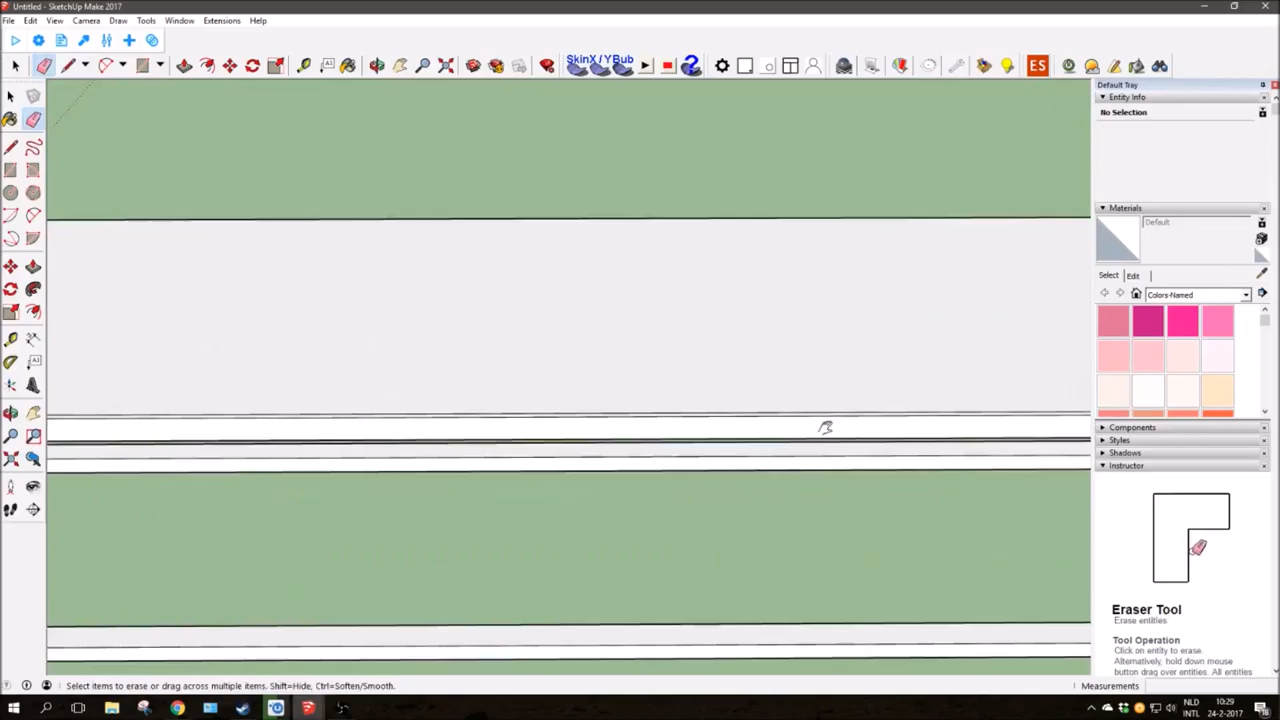 Untitled - SketchUp Make 2017
File Edit View Camera Draw Tools Window Extensions Help
SkinX / YBub
ES
Default Tray
Entity Info
No Selection
Materials
Default
Select Edit
Colors-Named
Components
Styles
Shadows
Instructor
Eraser Tool
Erase entities
Tool Operation
Click on entity to erase.
Alternatively, hold down mouse
button drag over entities. All entities
Select items to erase or drag across multiple items. Shift=Hide, Ctrl=Soften/Smooth.
Measurements
NLD 10:29
INTL 24-2-2017